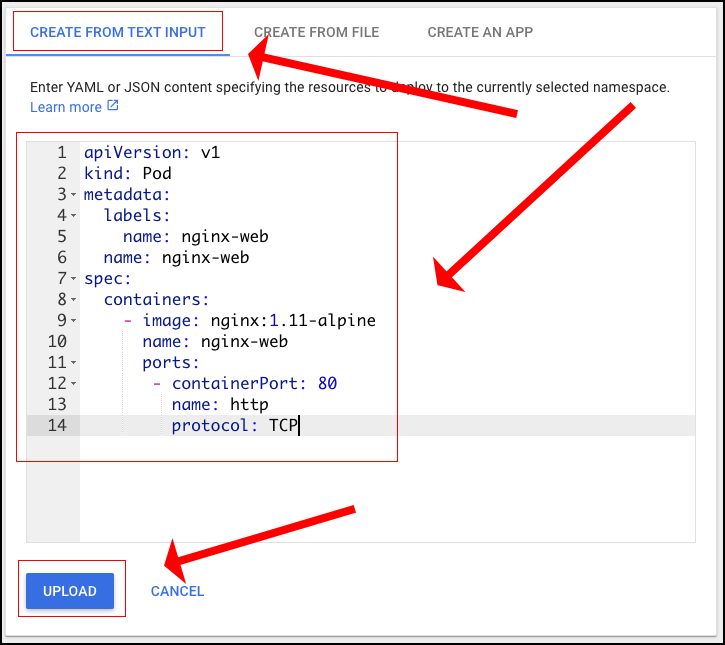 CREATE FROM TEXT INPUT CREATE FROM FILE CREATE AN APP
Enter YAML or JSON content specifying the resources to deploy to the currently selected namespace.
Learn more
1 apiVersion: v1
2 kind: Pod
3 metadata:
4   labels:
5     name: nginx-web
6   name: nginx-web
7 spec:
8   containers:
9     - image: nginx:1.11-alpine
10       name: nginx-web
11       ports:
12        - containerPort: 80
13          name: http
14          protocol: TCP
UPLOAD CANCEL